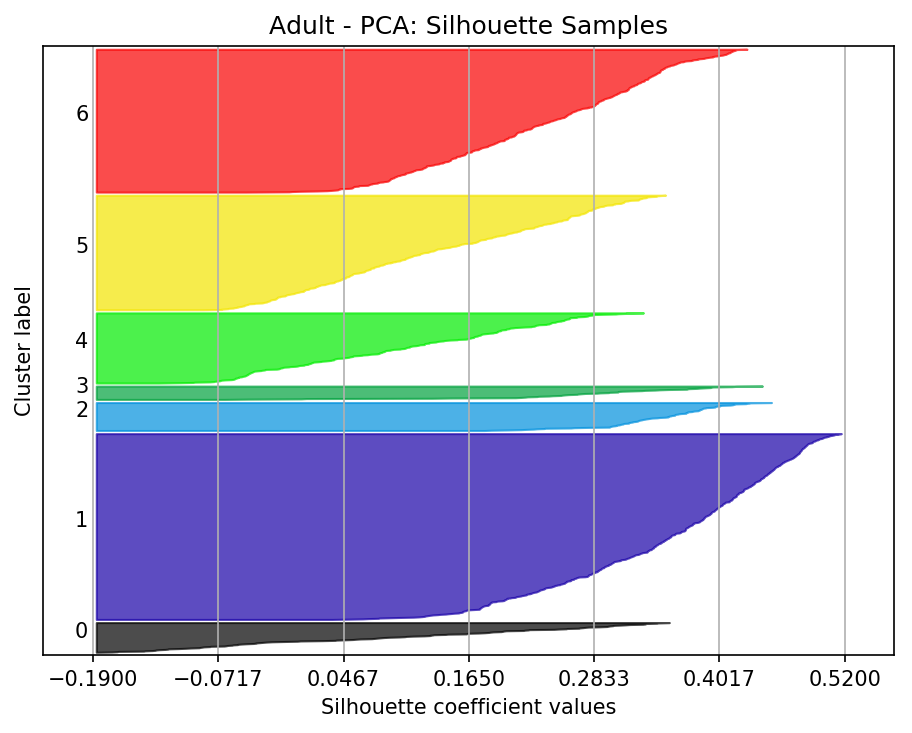 Adult - PCA: Silhouette Samples
Cluster label
6
5
4
3
2
1
0
−0.1900 −0.0717 0.0467 0.1650 0.2833 0.4017 0.5200
Silhouette coefficient values